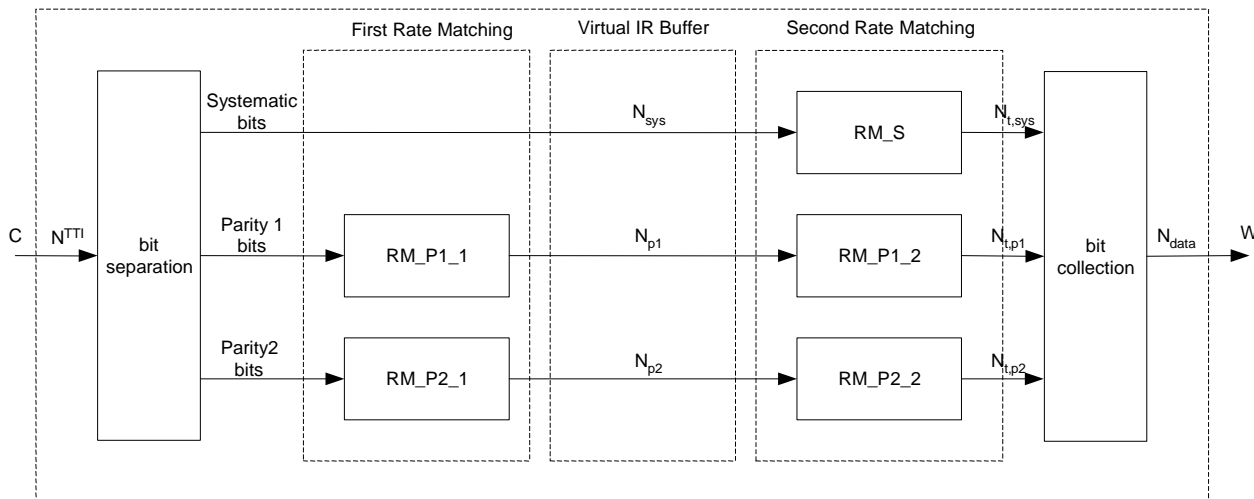 First Rate Matching
Virtual IR Buffer
Second Rate Matching
Systematic
bits
N_sys
RM_S
N_t,sys
C
N^TTI
bit
separation
Parity 1
bits
RM_P1_1
N_p1
RM_P1_2
N_t,p1
bit
collection
N_data
W
Parity2
bits
RM_P2_1
N_p2
RM_P2_2
N_t,p2